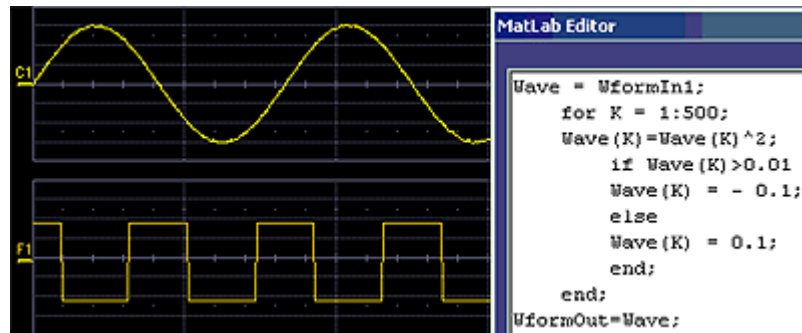 C1
F1
MatLab Editor
Wave = WformIn1;
for K = 1:500;
Wave(K)=Wave(K)^2;
if Wave(K)>0.01
Wave(K) = - 0.1;
else
Wave(K) = 0.1;
end;
end;
WformOut=Wave;